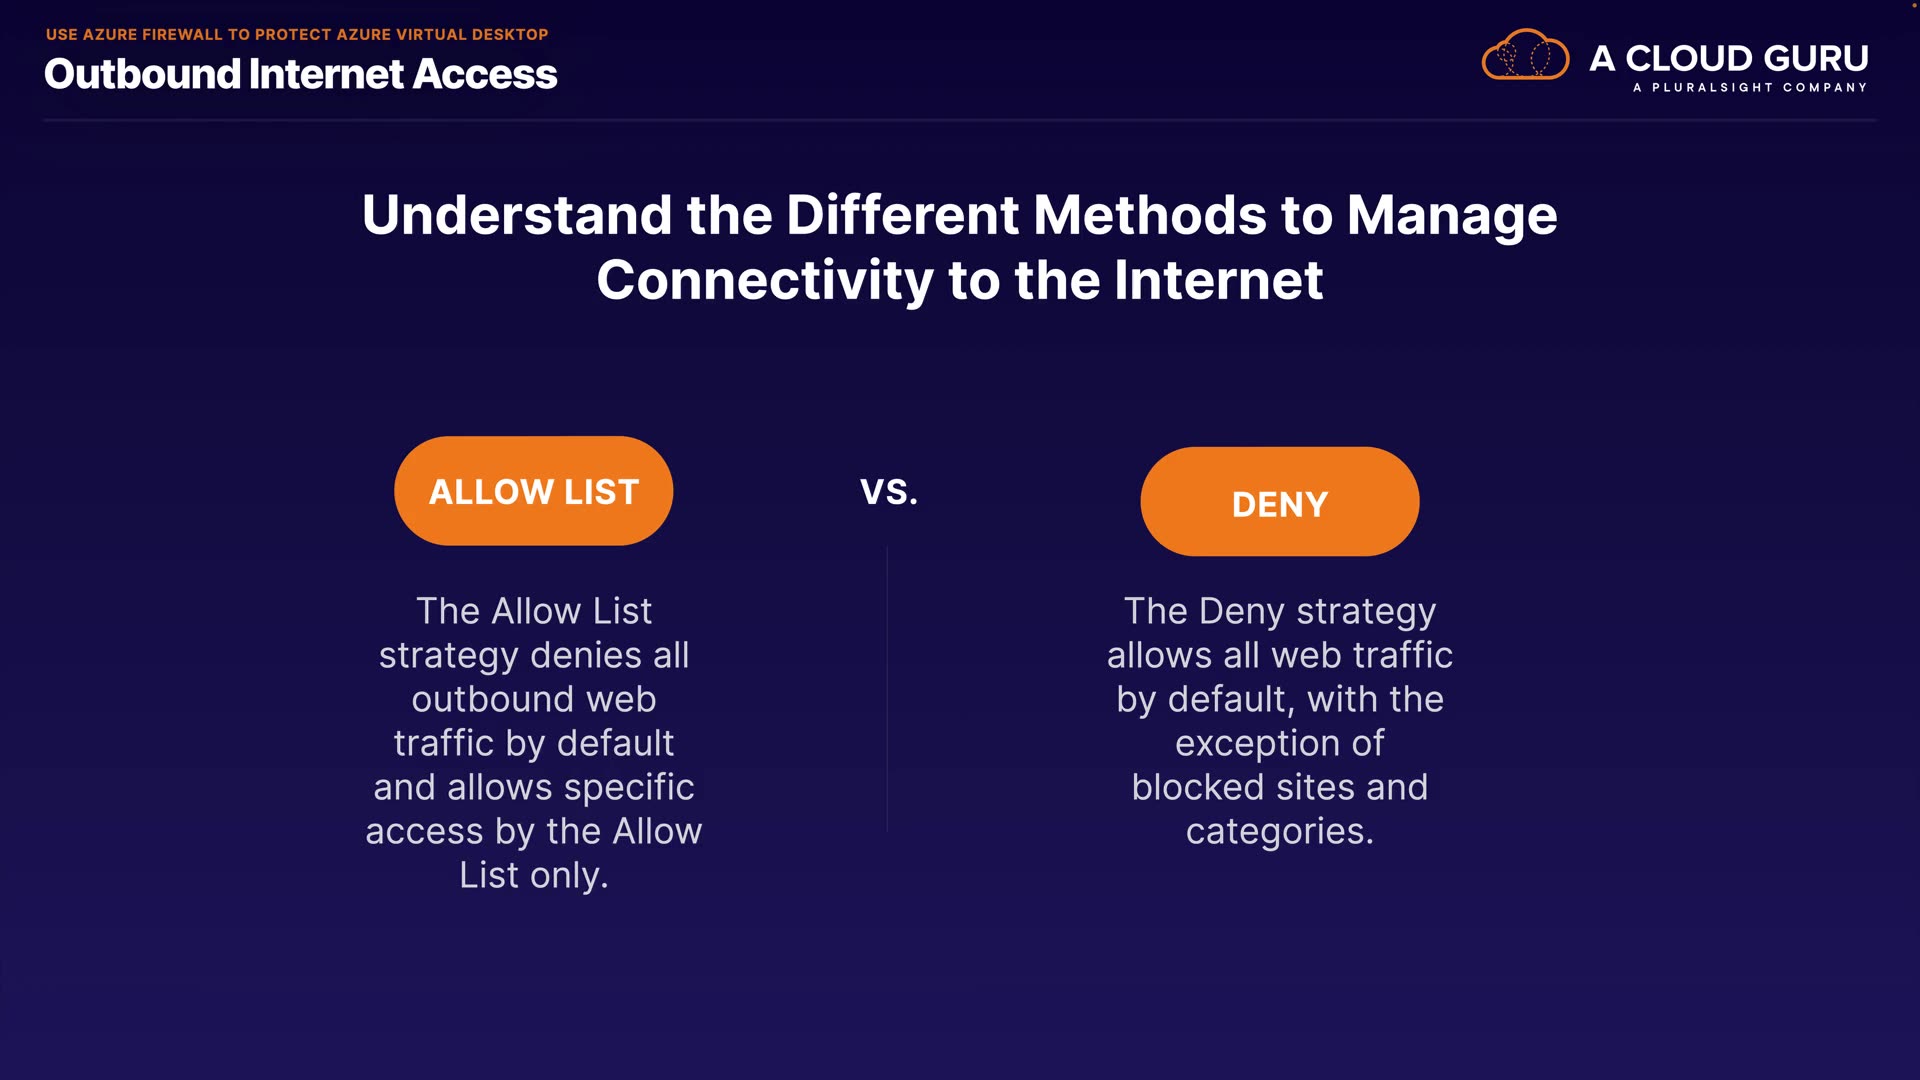 USE AZURE FIREWALL TO PROTECT AZURE VIRTUAL DESKTOP
Outbound Internet Access
A CLOUD GURU
A PLURALSIGHT COMPANY
Understand the Different Methods to Manage
Connectivity to the Internet
ALLOW LIST
VS.
DENY
The Allow List
strategy denies all
outbound web
traffic by default
and allows specific
access by the Allow
List only.
The Deny strategy
allows all web traffic
by default, with the
exception of
blocked sites and
categories.